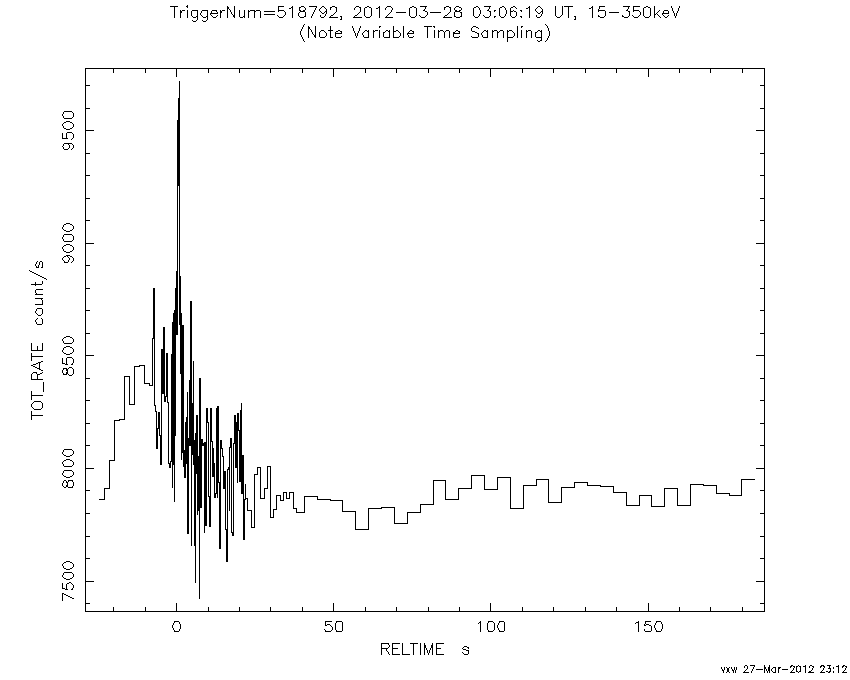 TriggerNum=518792, 2012-03-28 03:06:19 UT, 15-350keV
(Note Variable Time Sampling)
9500
9000
8500
8000
7500
TOT_RATE count/s
0 50 100 150
RELTIME s
vxw 27-Mar-2012 23:12